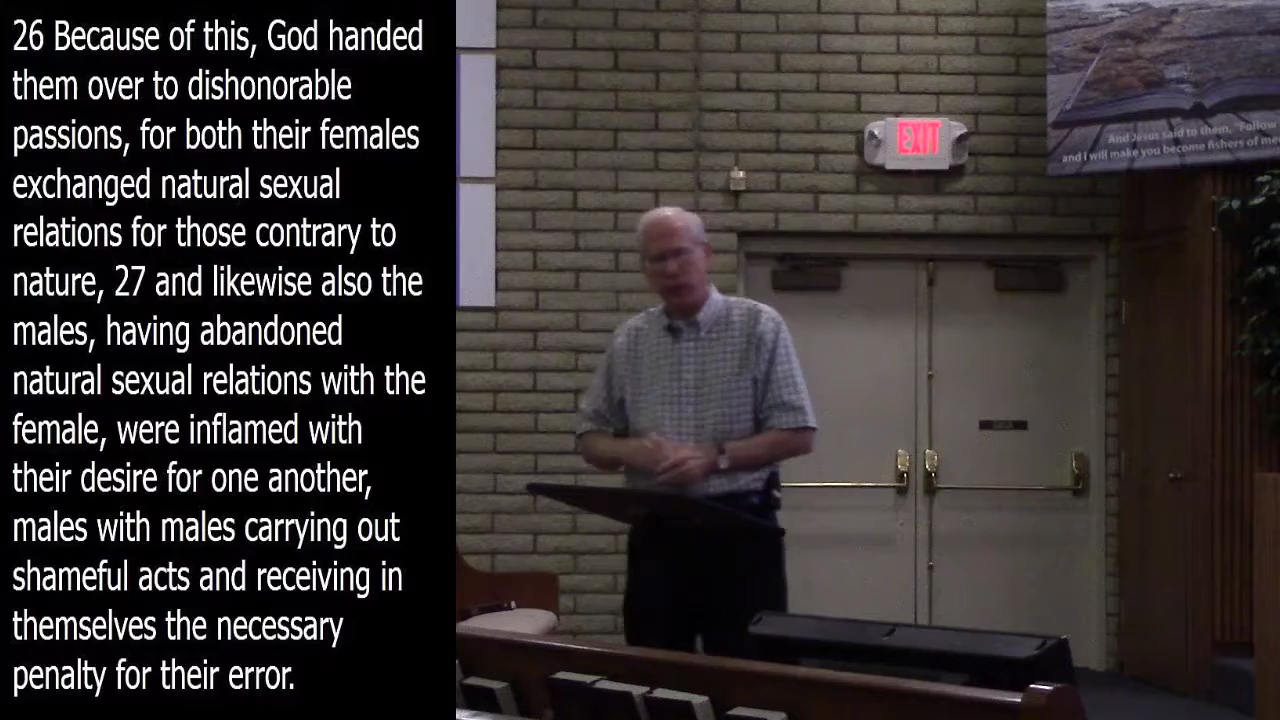 26 Because of this, God handed
them over to dishonorable
passions, for both their females
exchanged natural sexual
relations for those contrary to
nature, 27 and likewise also the
males, having abandoned
natural sexual relations with the
female, were inflamed with
their desire for one another,
males with males carrying out
shameful acts and receiving in
themselves the necessary
penalty for their error.
EXIT
And Jesus said to them, "Follow
and I will make you become fishers of me